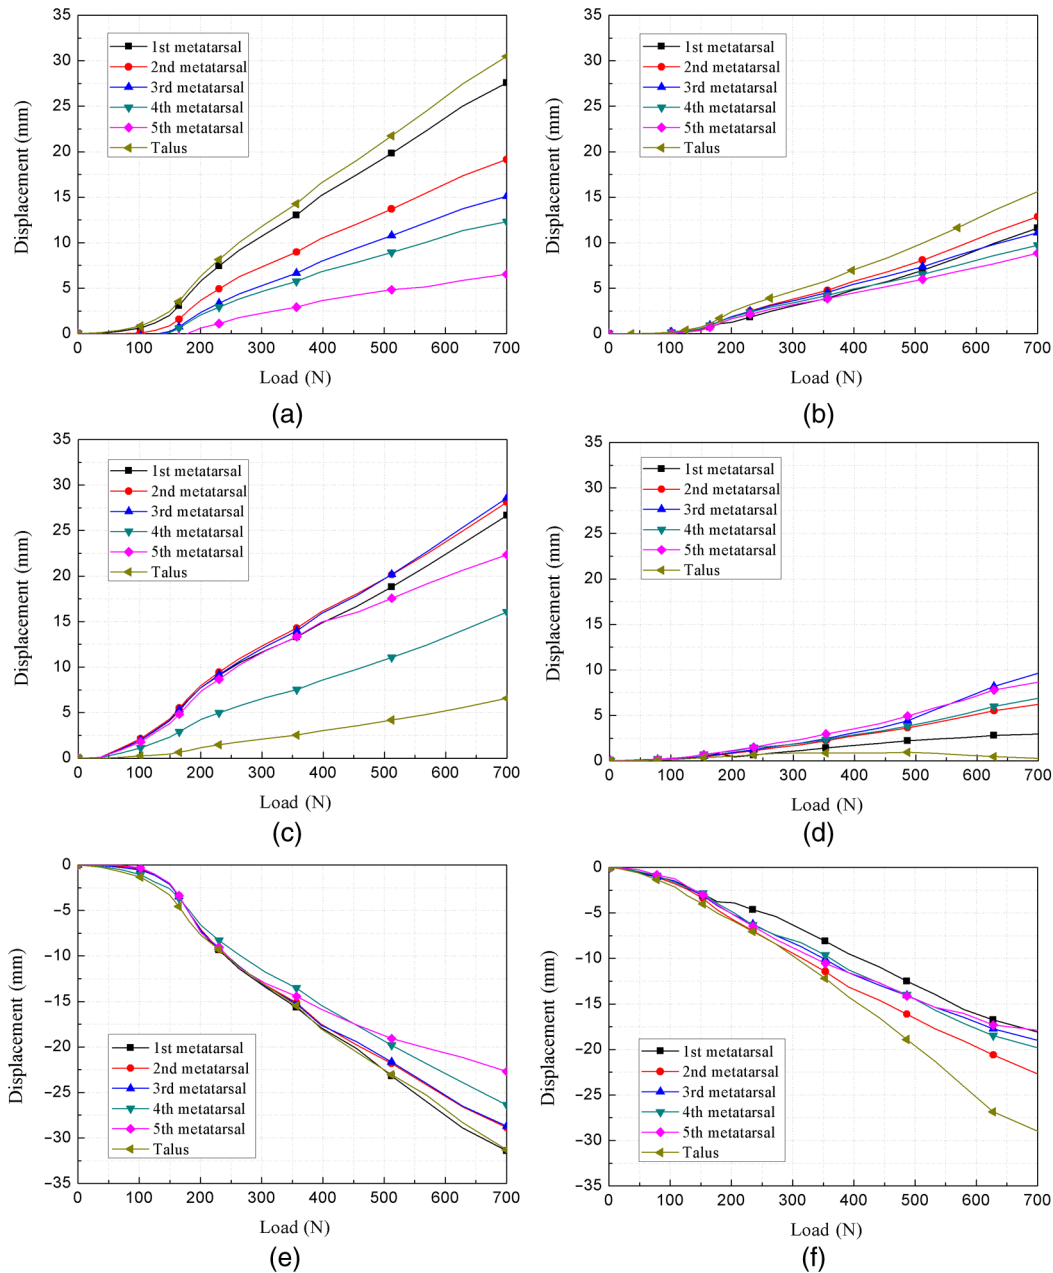 35
30
25
20
15
10
5
0
Displacement (mm)
1st metatarsal
2nd metatarsal
3rd metatarsal
4th metatarsal
5th metatarsal
Talus
0 100 200 300 400 500 600 700
Load (N)
(a)
35
30
25
20
15
10
5
0
Displacement (mm)
1st metatarsal
2nd metatarsal
3rd metatarsal
4th metatarsal
5th metatarsal
Talus
0 100 200 300 400 500 600 700
Load (N)
(b)
35
30
25
20
15
10
5
0
Displacement (mm)
1st metatarsal
2nd metatarsal
3rd metatarsal
4th metatarsal
5th metatarsal
Talus
0 100 200 300 400 500 600 700
Load (N)
(c)
35
30
25
20
15
10
5
0
Displacement (mm)
1st metatarsal
2nd metatarsal
3rd metatarsal
4th metatarsal
5th metatarsal
Talus
0 100 200 300 400 500 600 700
Load (N)
(d)
0
−5
−10
−15
−20
−25
−30
−35
Displacement (mm)
1st metatarsal
2nd metatarsal
3rd metatarsal
4th metatarsal
5th metatarsal
Talus
0 100 200 300 400 500 600 700
Load (N)
(e)
0
−5
−10
−15
−20
−25
−30
−35
Displacement (mm)
1st metatarsal
2nd metatarsal
3rd metatarsal
4th metatarsal
5th metatarsal
Talus
0 100 200 300 400 500 600 700
Load (N)
(f)